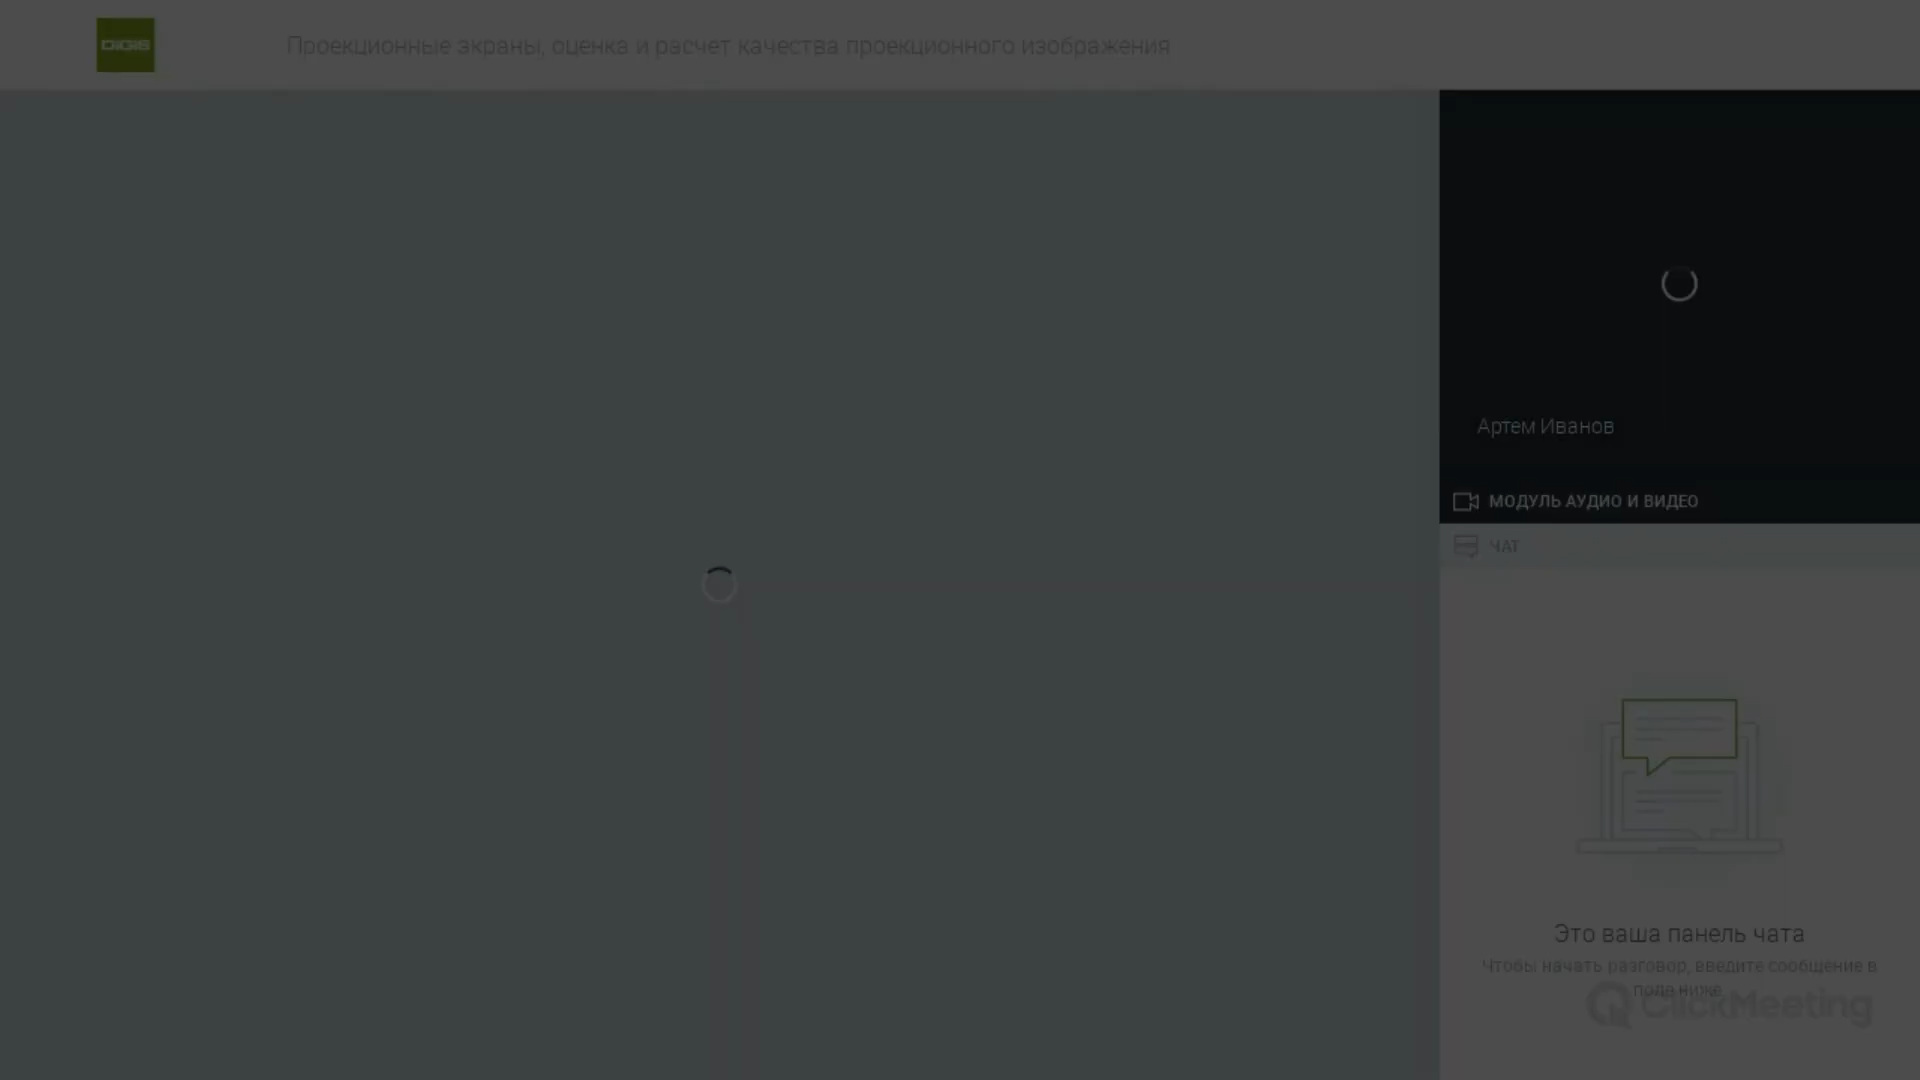 DIGIS
Проекционные экраны, оценка и расчет качества проекционного изображения
Артем Иванов
МОДУЛЬ АУДИО И ВИДЕО
ЧАТ
Это ваша панель чата
Чтобы начать разговор, введите сообщение в
поле ниже.
ClickMeeting